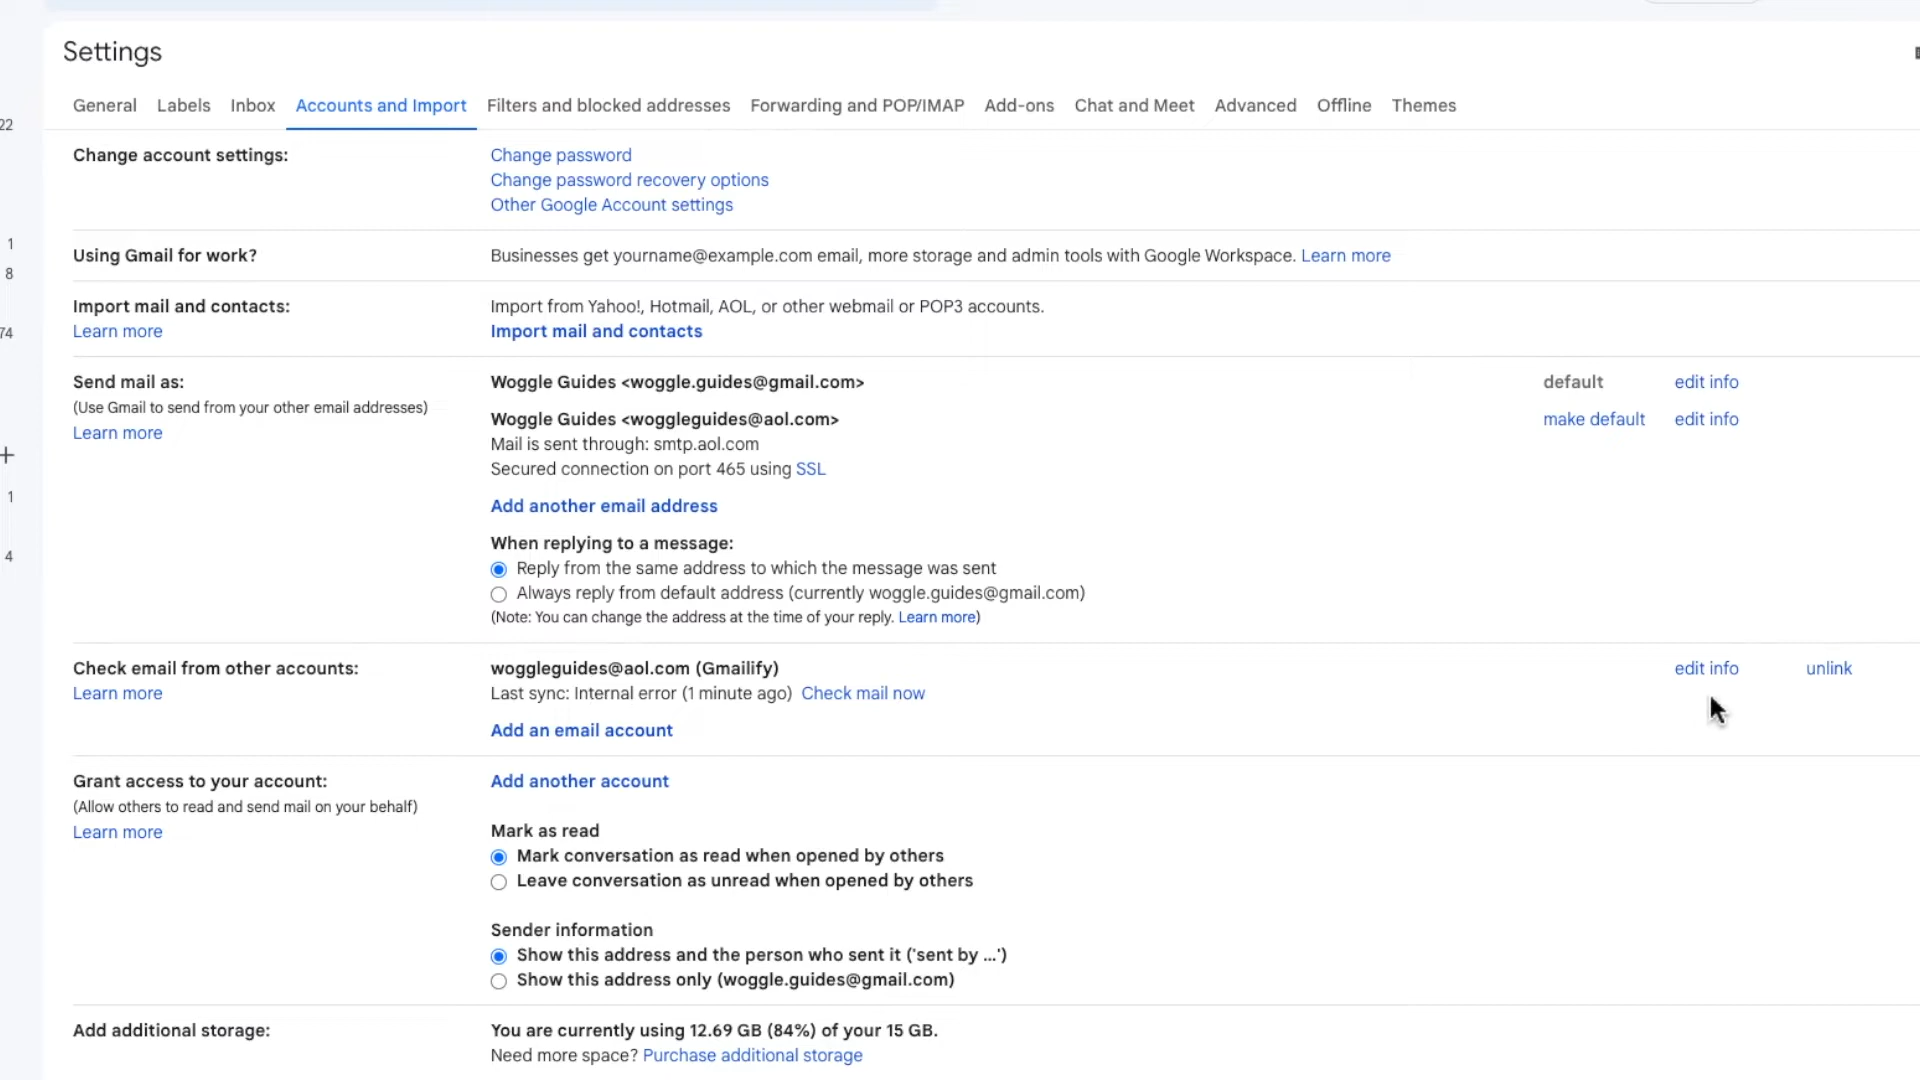 Settings
General Labels Inbox Accounts and Import Filters and blocked addresses Forwarding and POP/IMAP Add-ons Chat and Meet Advanced Offline Themes
22
Change account settings:
Change password
Change password recovery options
Other Google Account settings
1
Using Gmail for work?
Businesses get yourname@example.com email, more storage and admin tools with Google Workspace. Learn more
8
Import mail and contacts:
Learn more
Import from Yahoo!, Hotmail, AOL, or other webmail or POP3 accounts.
Import mail and contacts
74
Send mail as:
(Use Gmail to send from your other email addresses)
Learn more
Woggle Guides <woggle.guides@gmail.com> default edit info
Woggle Guides <woggleguides@aol.com> make default edit info
Mail is sent through: smtp.aol.com
Secured connection on port 465 using SSL
+
1
Add another email address
When replying to a message:
4
Reply from the same address to which the message was sent
Always reply from default address (currently woggle.guides@gmail.com)
(Note: You can change the address at the time of your reply. Learn more)
Check email from other accounts:
Learn more
woggleguides@aol.com (Gmailify) edit info unlink
Last sync: Internal error (1 minute ago) Check mail now
Add an email account
Grant access to your account:
(Allow others to read and send mail on your behalf)
Learn more
Add another account
Mark as read
Mark conversation as read when opened by others
Leave conversation as unread when opened by others
Sender information
Show this address and the person who sent it ('sent by ...')
Show this address only (woggle.guides@gmail.com)
Add additional storage:
You are currently using 12.69 GB (84%) of your 15 GB.
Need more space? Purchase additional storage